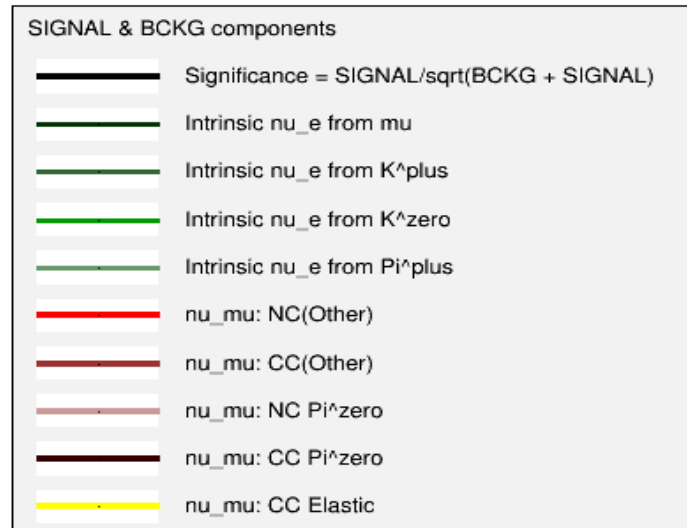 SIGNAL & BCKG components
Significance = SIGNAL/sqrt(BCKG + SIGNAL)
Intrinsic nu_e from mu
Intrinsic nu_e from K^plus
Intrinsic nu_e from K^zero
Intrinsic nu_e from Pi^plus
nu_mu: NC(Other)
nu_mu: CC(Other)
nu_mu: NC Pi^zero
nu_mu: CC Pi^zero
nu_mu: CC Elastic